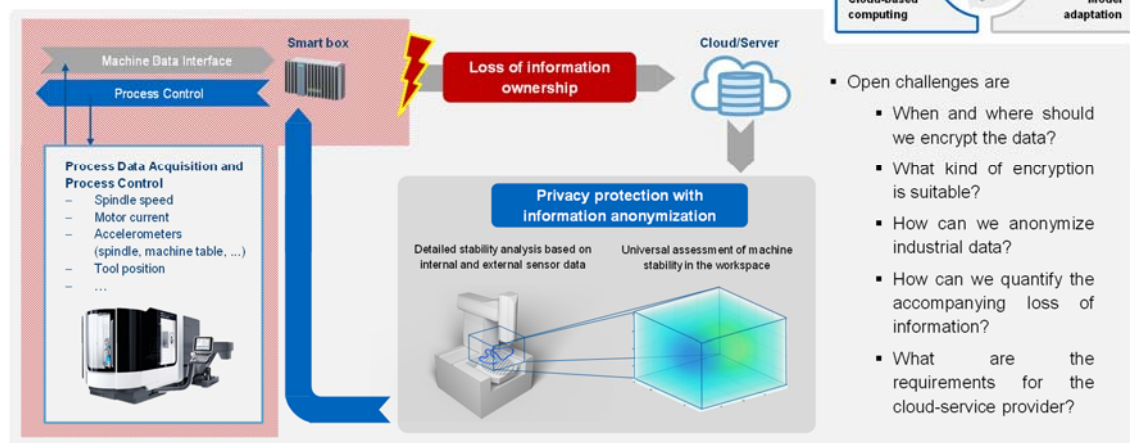 Cloud-based
computing
Model
adaptation
Smart box
Cloud/Server
Machine Data Interface
Process Control
Loss of information
ownership
Process Data Acquisition and
Process Control
– Spindle speed
– Motor current
– Accelerometers
(spindle, machine table, ...)
– Tool position
– ...
Privacy protection with
information anonymization
Detailed stability analysis based on
internal and external sensor data
Universal assessment of machine
stability in the workspace
▪ Open challenges are
▪ When and where should
we encrypt the data?
▪ What kind of encryption
is suitable?
▪ How can we anonymize
industrial data?
▪ How can we quantify the
accompanying loss of
information?
▪ What are the
requirements for the
cloud-service provider?